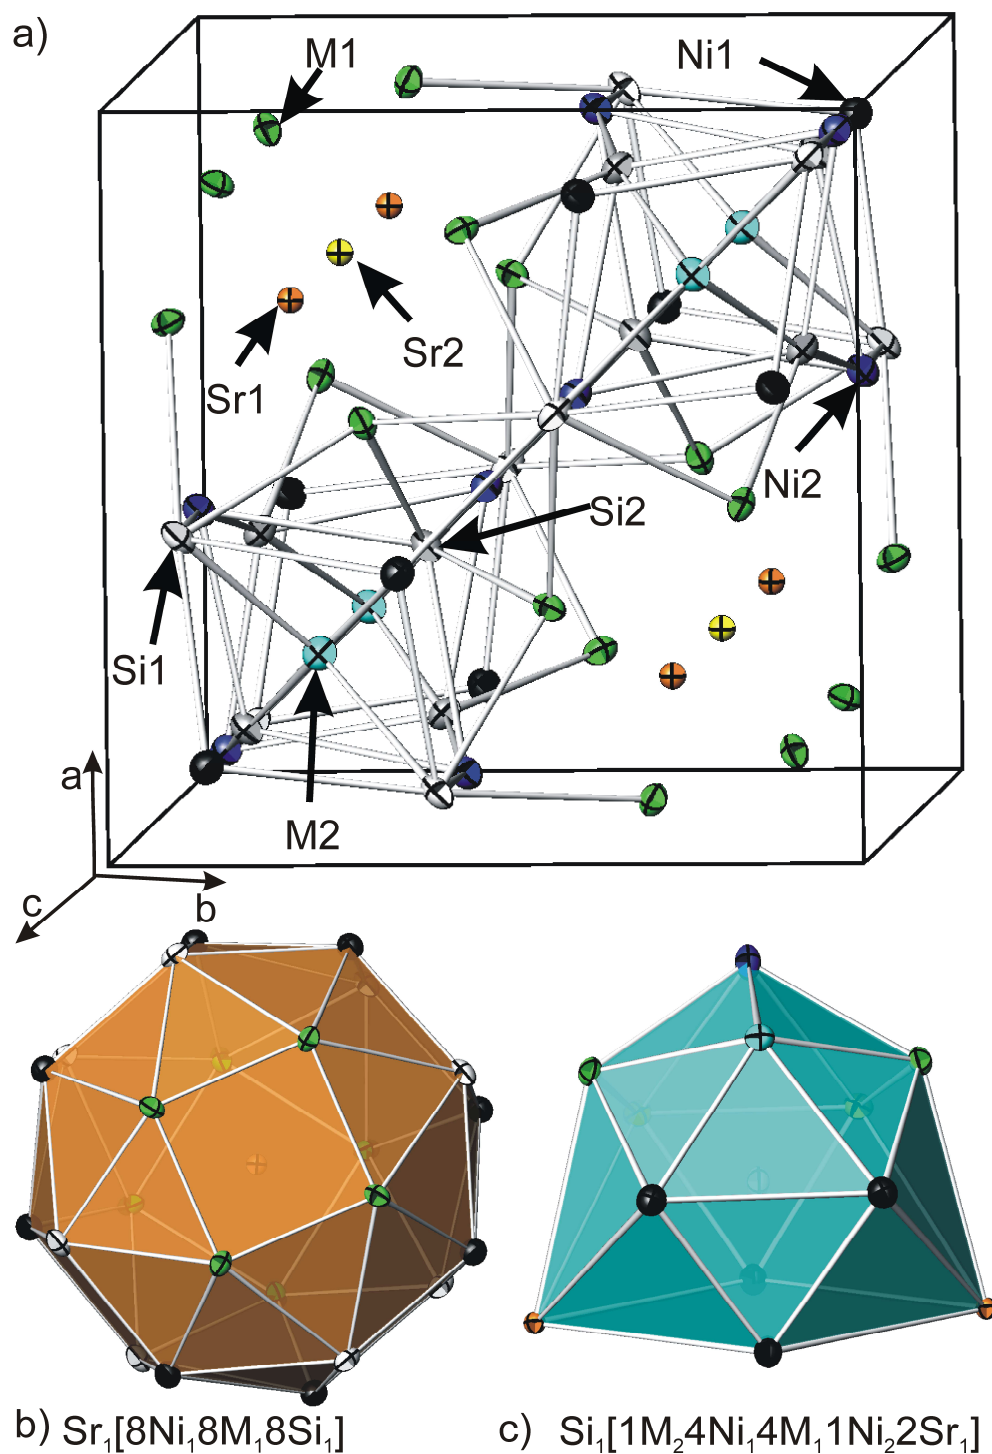 a)
M1
Ni1
Sr2
Sr1
Ni2
Si2
Si1
M2
a
c
b
b) Sr₁[8Ni₁8M₁8Si₁]
c) Si₁[1M₂4Ni₁4M₁1Ni₂2Sr₁]